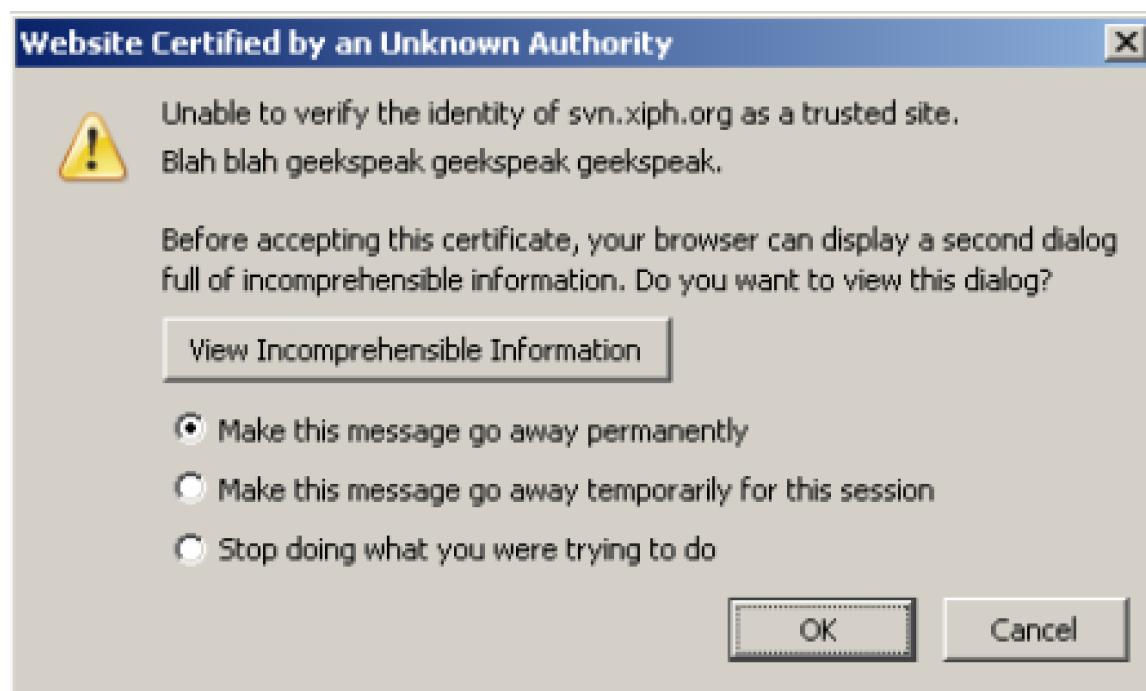 Website Certified by an Unknown Authority
Unable to verify the identity of svn.xiph.org as a trusted site.
Blah blah geekspeak geekspeak geekspeak.
Before accepting this certificate, your browser can display a second dialog
full of incomprehensible information. Do you want to view this dialog?
View Incomprehensible Information
Make this message go away permanently
Make this message go away temporarily for this session
Stop doing what you were trying to do
OK
Cancel